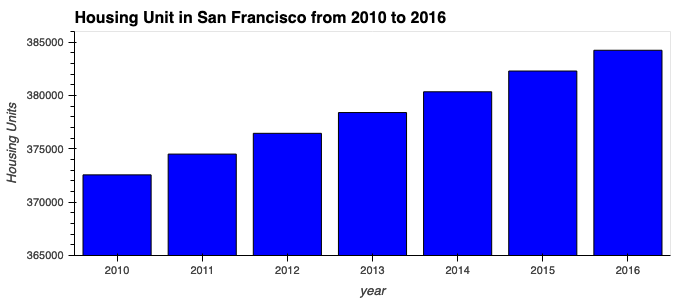 Housing Unit in San Francisco from 2010 to 2016
385000
380000
375000
370000
365000
Housing Units
2010 2011 2012 2013 2014 2015 2016
year